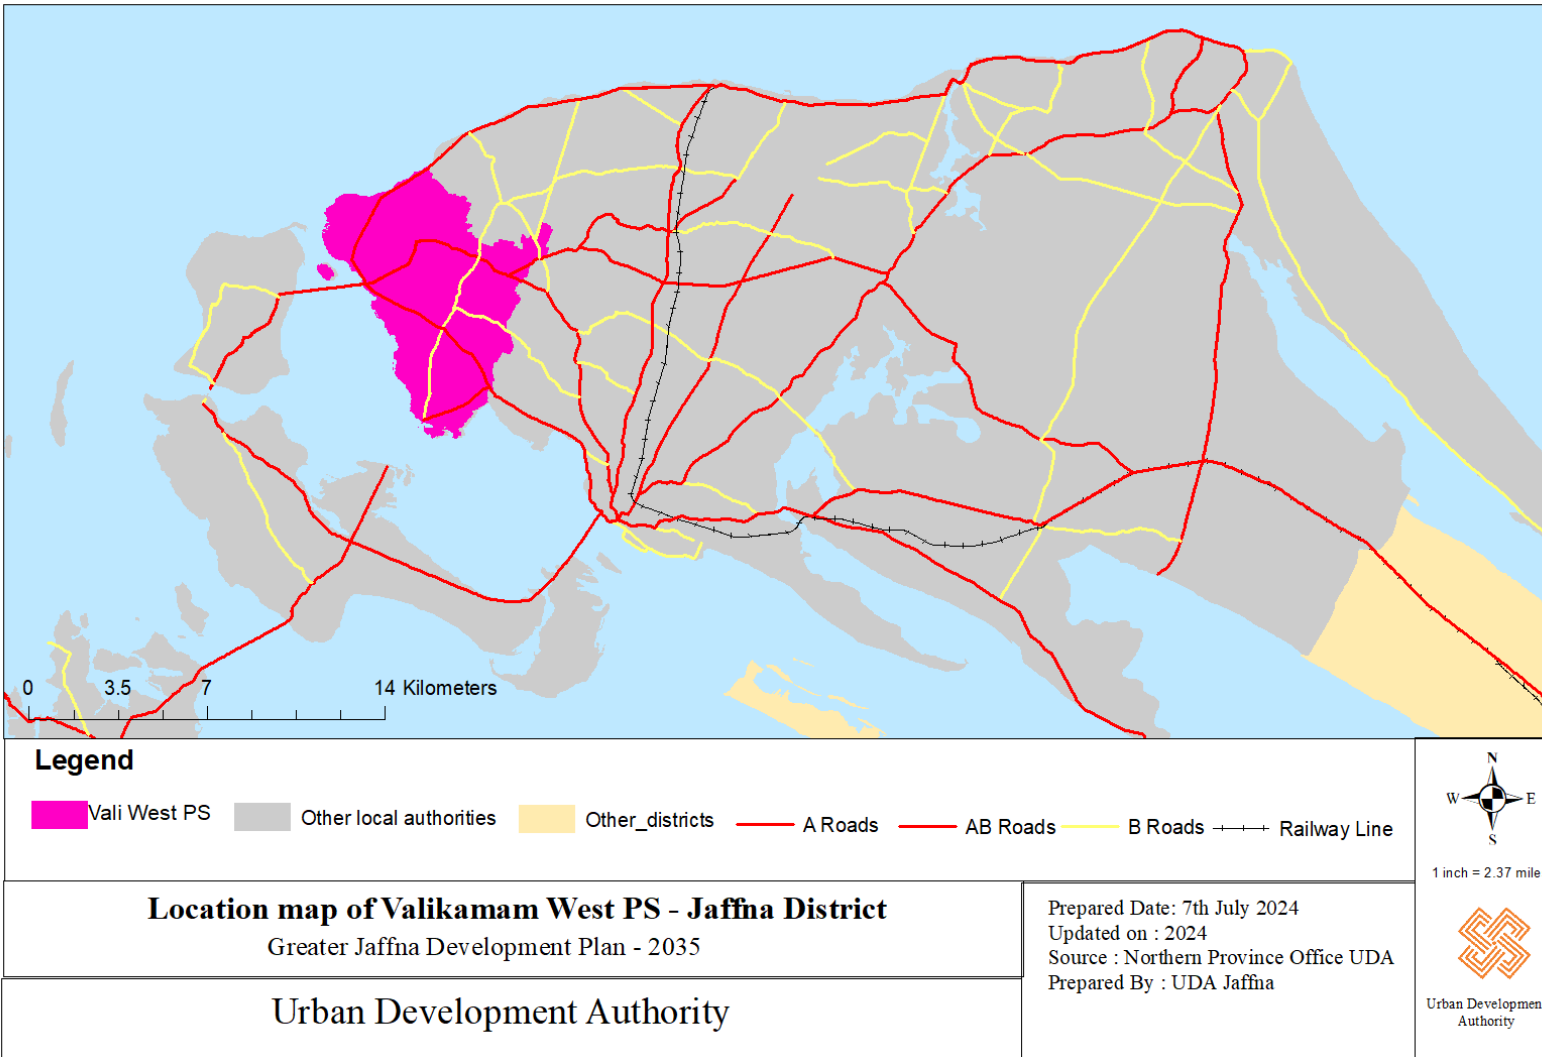 0 3.5 7 14 Kilometers
Legend
Vali West PS
Other local authorities
Other_districts
A Roads
AB Roads
B Roads
Railway Line
N
W E
S
1 inch = 2.37 mile
Location map of Valikamam West PS - Jaffna District
Greater Jaffna Development Plan - 2035
Urban Development Authority
Prepared Date: 7th July 2024
Updated on : 2024
Source : Northern Province Office UDA
Prepared By : UDA Jaffna
Urban Developmen
Authority